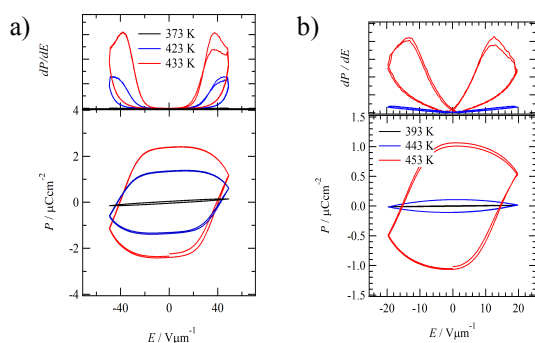 a)
dP/dE
373 K
423 K
433 K
4
2
0
-2
-4
P / μCcm⁻²
-40
0
40
E / Vμm⁻¹
b)
dP / dE
393 K
443 K
453 K
1.0
0.5
0.0
-0.5
-1.0
-1.5
P / μCcm⁻²
-20
-10
0
10
20
E / Vμm⁻¹